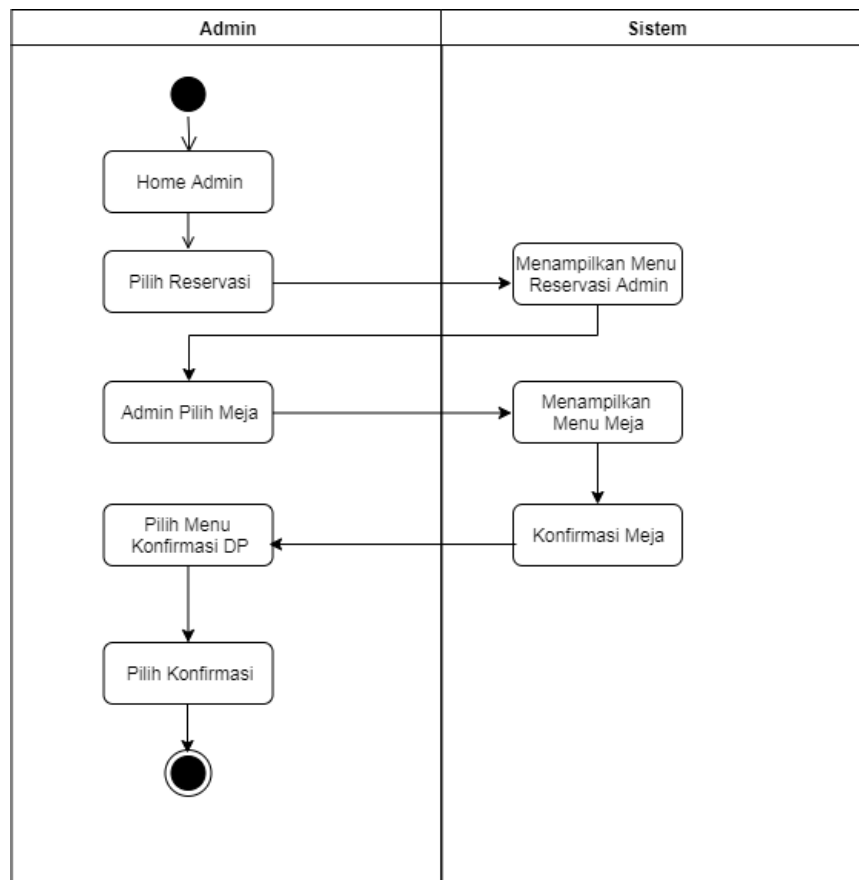 Admin
Sistem
Home Admin
Pilih Reservasi
Menampilkan Menu
Reservasi Admin
Admin Pilih Meja
Menampilkan
Menu Meja
Konfirmasi Meja
Pilih Menu
Konfirmasi DP
Pilih Konfirmasi